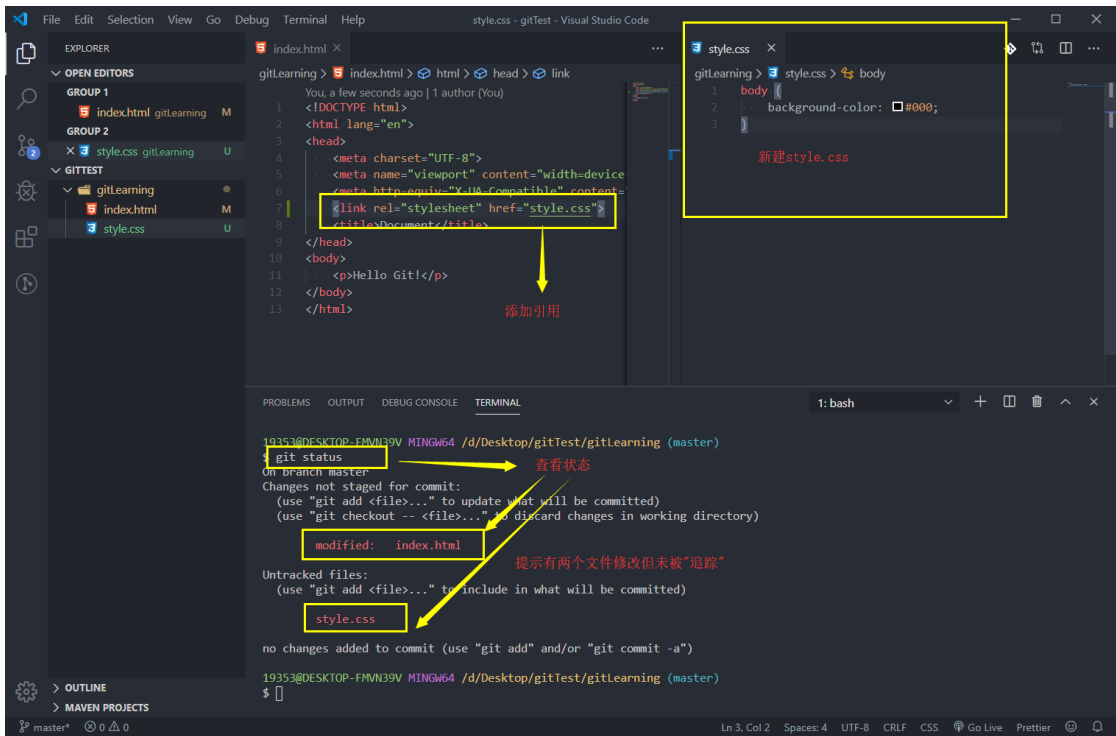 File Edit Selection View Go Debug Terminal Help style.css - gitTest - Visual Studio Code
EXPLORER
OPEN EDITORS
GROUP 1
index.html gitLearning M
GROUP 2
style.css gitLearning U
GITTEST
gitLearning
index.html M
style.css U
OUTLINE
MAVEN PROJECTS
2
index.html
gitLearning > index.html > html > head > link
You, a few seconds ago | 1 author (You)
1 <!DOCTYPE html>
2 <html lang="en">
3 <head>
4 <meta charset="UTF-8">
5 <meta name="viewport" content="width=device
6 <meta http-equiv="X-UA-Compatible" content="
7 <link rel="stylesheet" href="style.css">
8 <title>Document</title>
9 </head>
10 <body>
11 <p>Hello Git!</p>
12 </body>
13 </html>
添加引用
style.css
gitLearning > style.css > body
1 body {
2 background-color: #000;
3 }
新建style.css
PROBLEMS OUTPUT DEBUG CONSOLE TERMINAL 1: bash
19353@DESKTOP-FMVN39V MINGW64 /d/Desktop/gitTest/gitLearning (master)
$ git status
查看状态
On branch master
Changes not staged for commit:
(use "git add <file>..." to update what will be committed)
(use "git checkout -- <file>..." to discard changes in working directory)
modified: index.html
提示有两个文件修改但未被"追踪"
Untracked files:
(use "git add <file>..." to include in what will be committed)
style.css
no changes added to commit (use "git add" and/or "git commit -a")
19353@DESKTOP-FMVN39V MINGW64 /d/Desktop/gitTest/gitLearning (master)
$
master* 0 0 Ln 3, Col 2 Spaces: 4 UTF-8 CRLF CSS Go Live Prettier